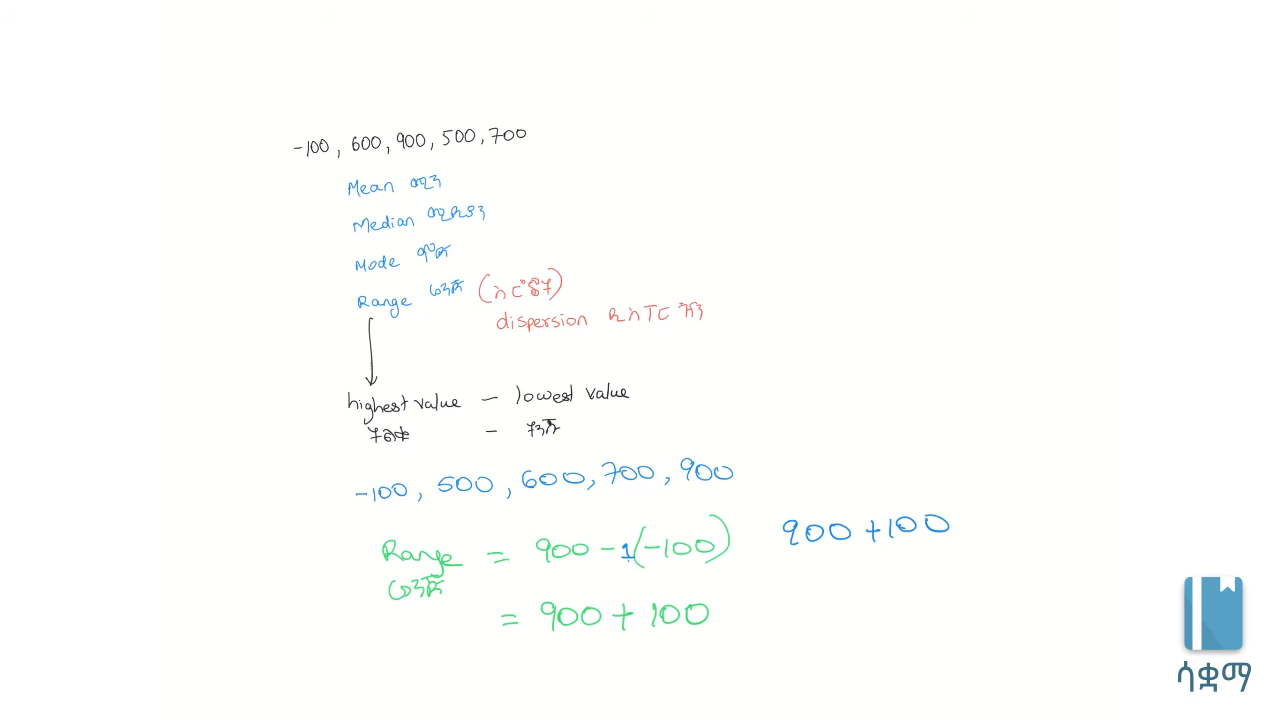 -100, 600, 900, 500, 700
Mean
Median
Mode
Range
dispersion
highest value - lowest value
-
-100, 500, 600, 700, 900
Range = 900 - 1(-100) 900 + 100
= 900 + 100
ሳቋማ